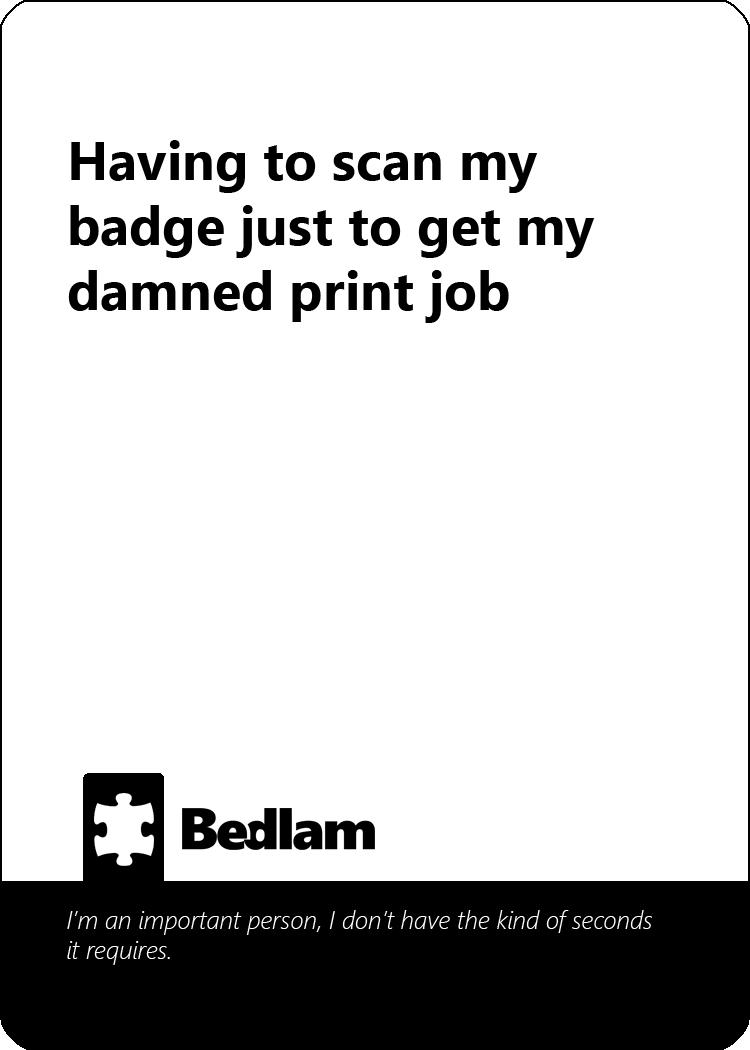 Having to scan my
badge just to get my
damned print job
Bedlam
I'm an important person, I don't have the kind of seconds
it requires.